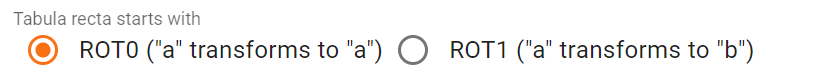 Tabula recta starts with
ROT0 ("a" transforms to "a") ROT1 ("a" transforms to "b")